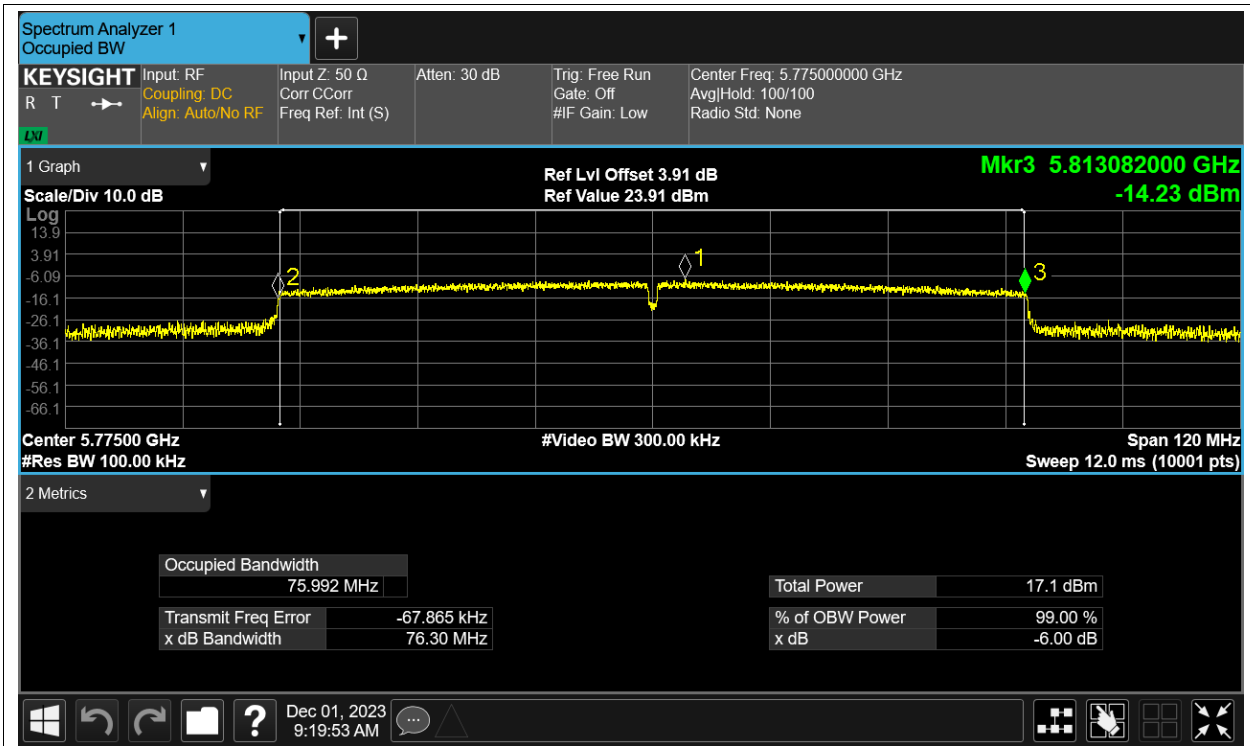 Spectrum Analyzer 1
Occupied BW
KEYSIGHT
R T
LXI
Input: RF
Coupling: DC
Align: Auto/No RF
Input Z: 50 Ω
Corr CCorr
Freq Ref: Int (S)
Atten: 30 dB
Trig: Free Run
Gate: Off
#IF Gain: Low
Center Freq: 5.775000000 GHz
Avg|Hold: 100/100
Radio Std: None
1 Graph
Scale/Div 10.0 dB
Ref Lvl Offset 3.91 dB
Ref Value 23.91 dBm
Mkr3 5.813082000 GHz
-14.23 dBm
Log
13.9
3.91
-6.09
-16.1
-26.1
-36.1
-46.1
-56.1
-66.1
2
1
3
Center 5.77500 GHz
#Res BW 100.00 kHz
#Video BW 300.00 kHz
Span 120 MHz
Sweep 12.0 ms (10001 pts)
2 Metrics
Occupied Bandwidth
75.992 MHz
Transmit Freq Error -67.865 kHz
x dB Bandwidth 76.30 MHz
Total Power 17.1 dBm
% of OBW Power 99.00 %
x dB -6.00 dB
?
Dec 01, 2023
9:19:53 AM